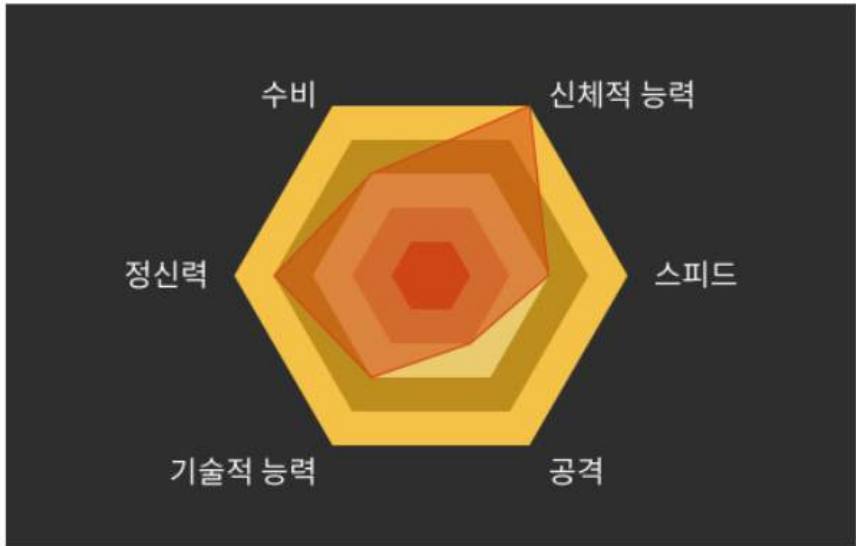 수비
신체적 능력
정신력
스피드
기술적 능력
공격